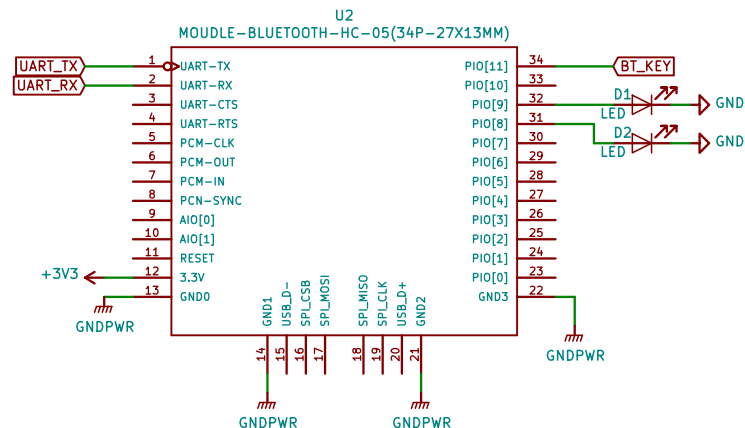 U2
MOUDLE-BLUETOOTH-HC-05(34P-27X13MM)
UART_TX 1 UART-TX PIO[11] 34 BT_KEY
UART_RX 2 UART-RX PIO[10] 33
3 UART-CTS PIO[9] 32 D1 LED GND
4 UART-RTS PIO[8] 31 D2 LED GND
5 PCM-CLK PIO[7] 30
6 PCM-OUT PIO[6] 29
7 PCM-IN PIO[5] 28
8 PCN-SYNC PIO[4] 27
9 AIO[0] PIO[3] 26
10 AIO[1] PIO[2] 25
11 RESET PIO[1] 24
+3V3 12 3.3V PIO[0] 23
13 GND0 GND3 22
GNDPWR GNDPWR
GND1 USB_D- SPI_CSB SPI_MOSI SPI_MISO SPI_CLK USB_D+ GND2
14 15 16 17 18 19 20 21
GNDPWR GNDPWR